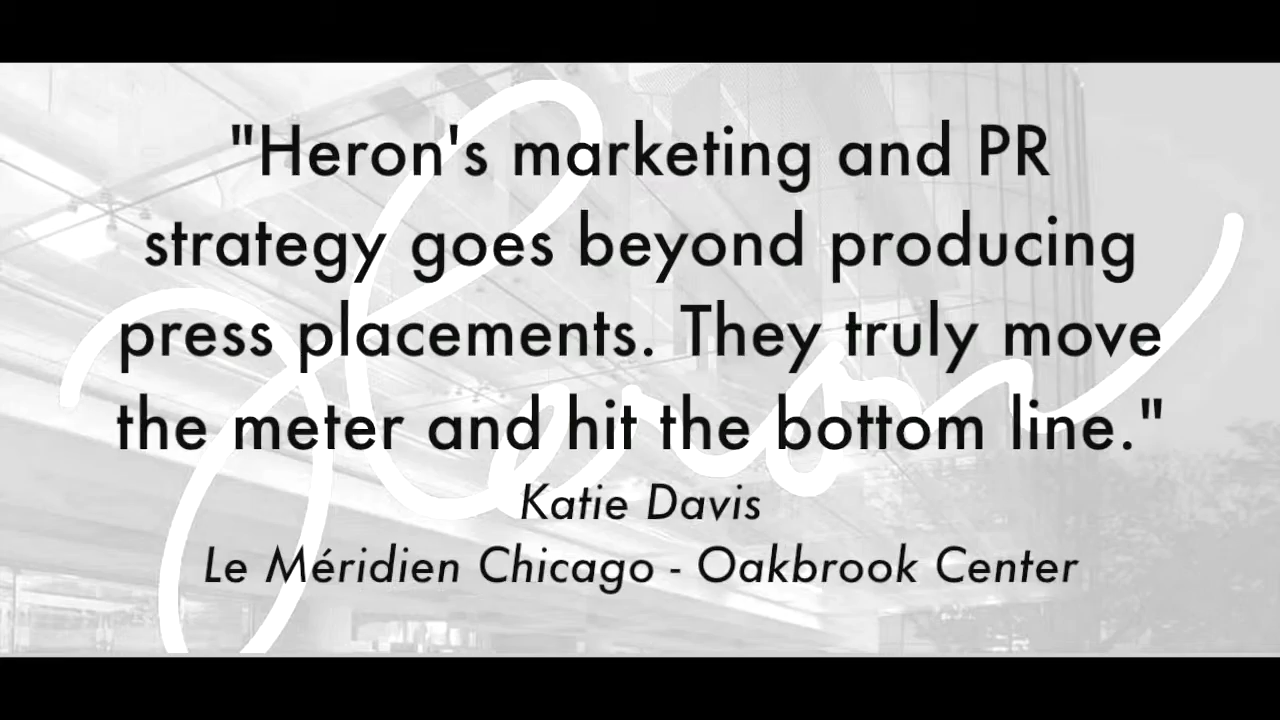 "Heron's marketing and PR
strategy goes beyond producing
press placements. They truly move
the meter and hit the bottom line."
Katie Davis
Le Méridien Chicago - Oakbrook Center
Heron